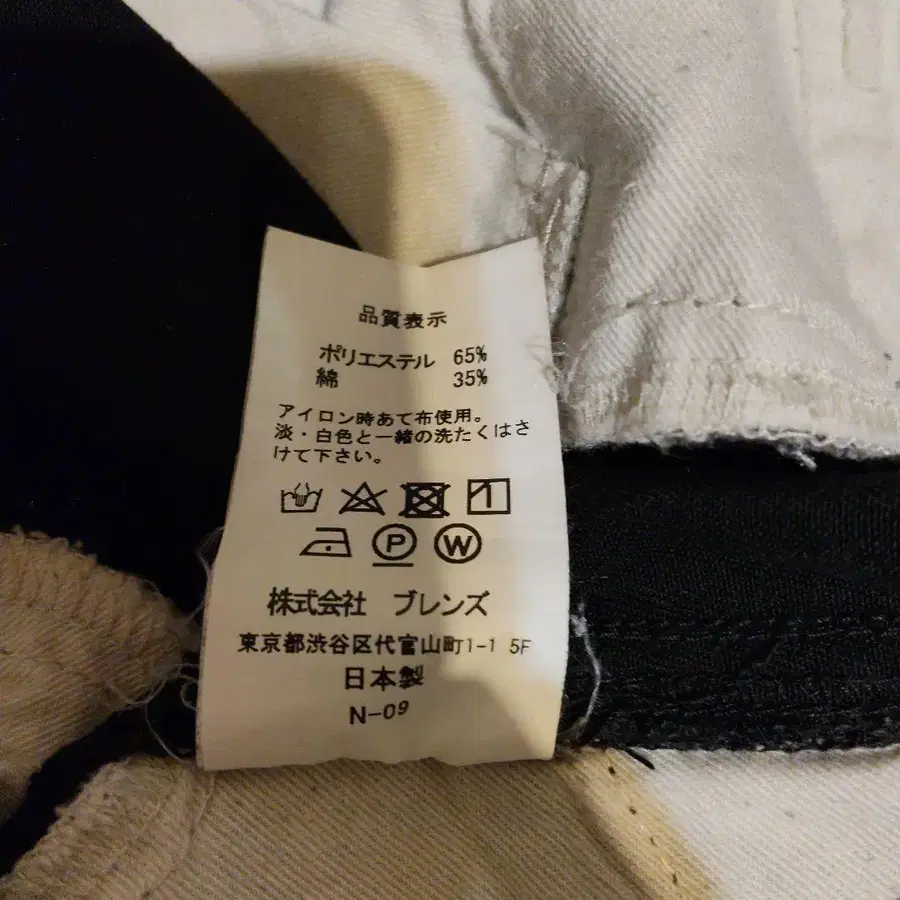 品質表示
ポリエステル 65%
綿 35%
アイロン時あて布使用。
淡・白色と一緒の洗たくはさ
けて下さい。
P W
株式会社 ブレンズ
東京都渋谷区代官山町1-1 5F
日本製
N-09